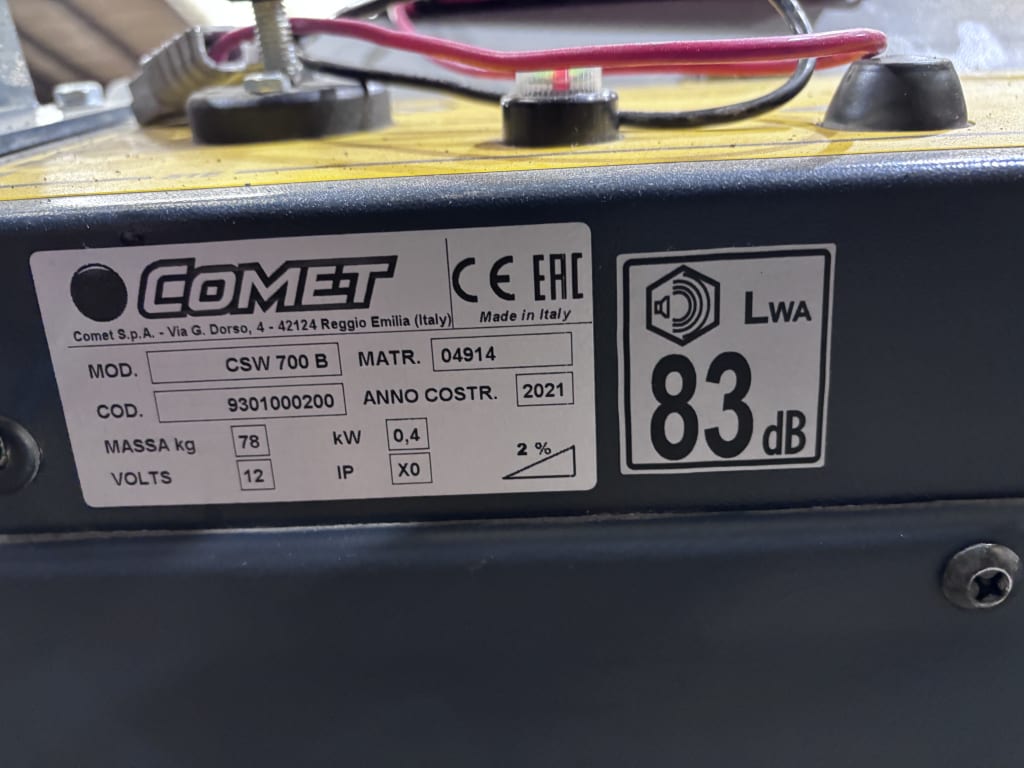 COMET
CE EAC
Comet S.p.A. - Via G. Dorso, 4 - 42124 Reggio Emilia (Italy)
Made in Italy
MOD. CSW 700 B MATR. 04914
COD. 9301000200 ANNO COSTR. 2021
MASSA kg 78 kW 0,4
VOLTS 12 IP X0
2 %
LWA
83 dB